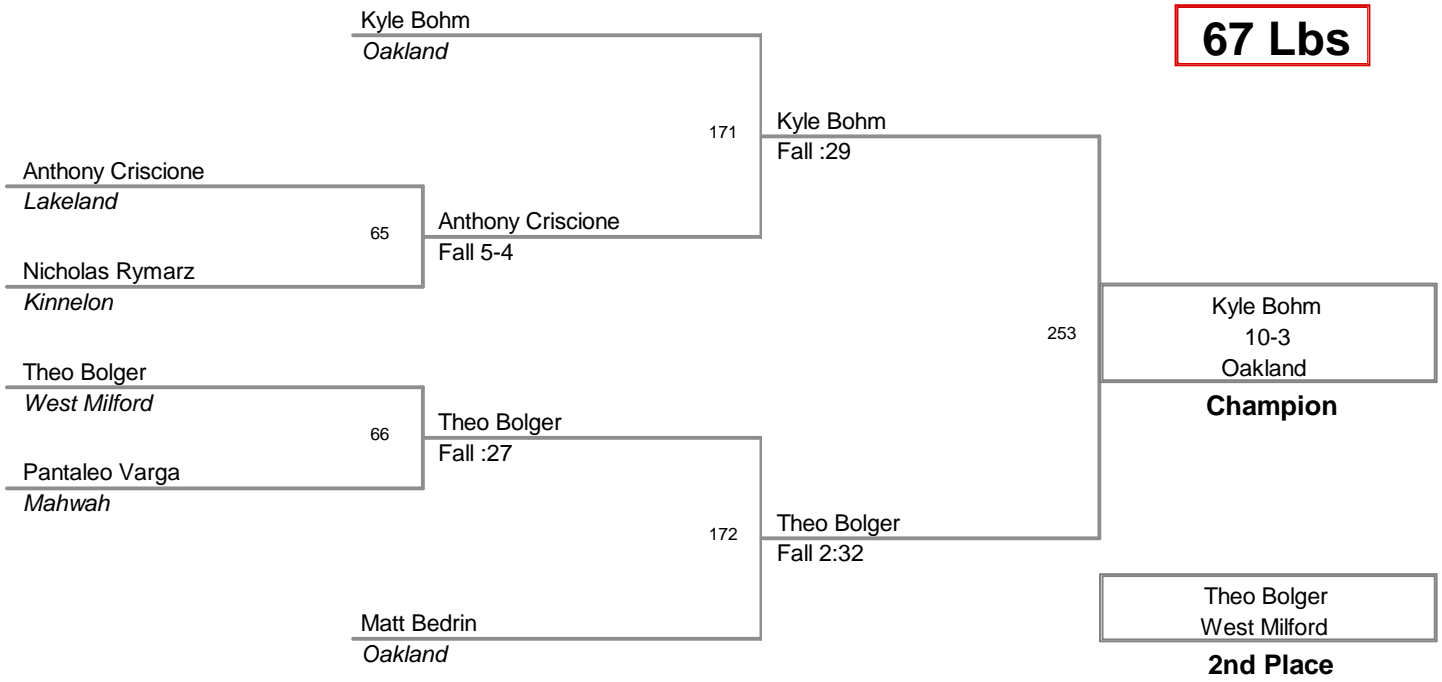 Kyle Bohm
Oakland
67 Lbs
171
Kyle Bohm
Fall :29
Anthony Criscione
Lakeland
65
Anthony Criscione
Fall 5-4
Nicholas Rymarz
Kinnelon
253
Kyle Bohm
10-3
Oakland
Champion
Theo Bolger
West Milford
66
Theo Bolger
Fall :27
Pantaleo Varga
Mahwah
172
Theo Bolger
Fall 2:32
Matt Bedrin
Oakland
Theo Bolger
West Milford
2nd Place